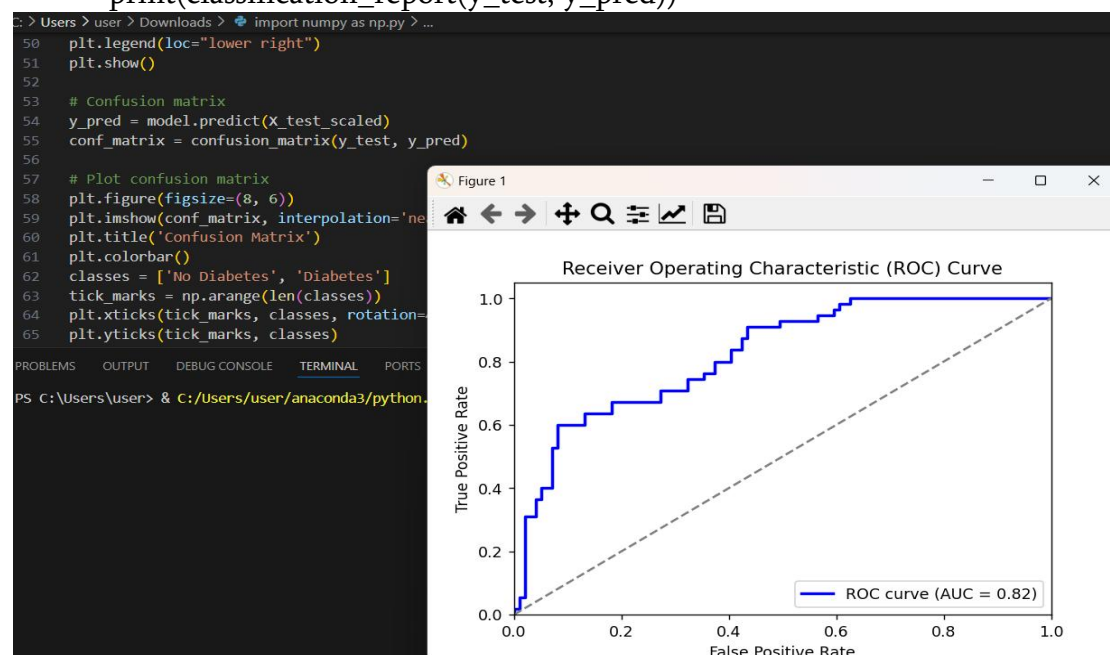 print(classification_report(y_test, y_pred))
C: > Users > user > Downloads > import numpy as np.py > ...
50 plt.legend(loc="lower right")
51 plt.show()
52
53 # Confusion matrix
54 y_pred = model.predict(X_test_scaled)
55 conf_matrix = confusion_matrix(y_test, y_pred)
56
57 # Plot confusion matrix
58 plt.figure(figsize=(8, 6))
59 plt.imshow(conf_matrix, interpolation='ne
60 plt.title('Confusion Matrix')
61 plt.colorbar()
62 classes = ['No Diabetes', 'Diabetes']
63 tick_marks = np.arange(len(classes))
64 plt.xticks(tick_marks, classes, rotation=
65 plt.yticks(tick_marks, classes)
PROBLEMS OUTPUT DEBUG CONSOLE TERMINAL PORTS
PS C:\Users\user> & C:/Users/user/anaconda3/python.
Figure 1
Receiver Operating Characteristic (ROC) Curve
1.0
0.8
0.6
0.4
0.2
0.0
True Positive Rate
ROC curve (AUC = 0.82)
0.0 0.2 0.4 0.6 0.8 1.0
False Positive Rate